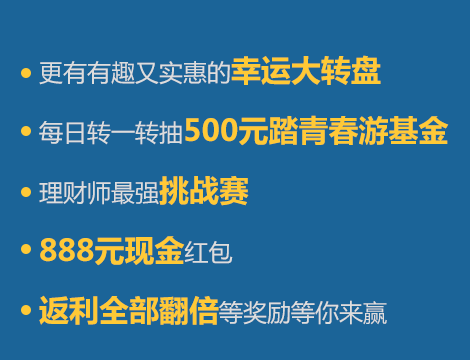 更有有趣又实惠的幸运大转盘
每日转一转抽500元踏青春游基金
理财师最强挑战赛
888元现金红包
返利全部翻倍等奖励等你来赢